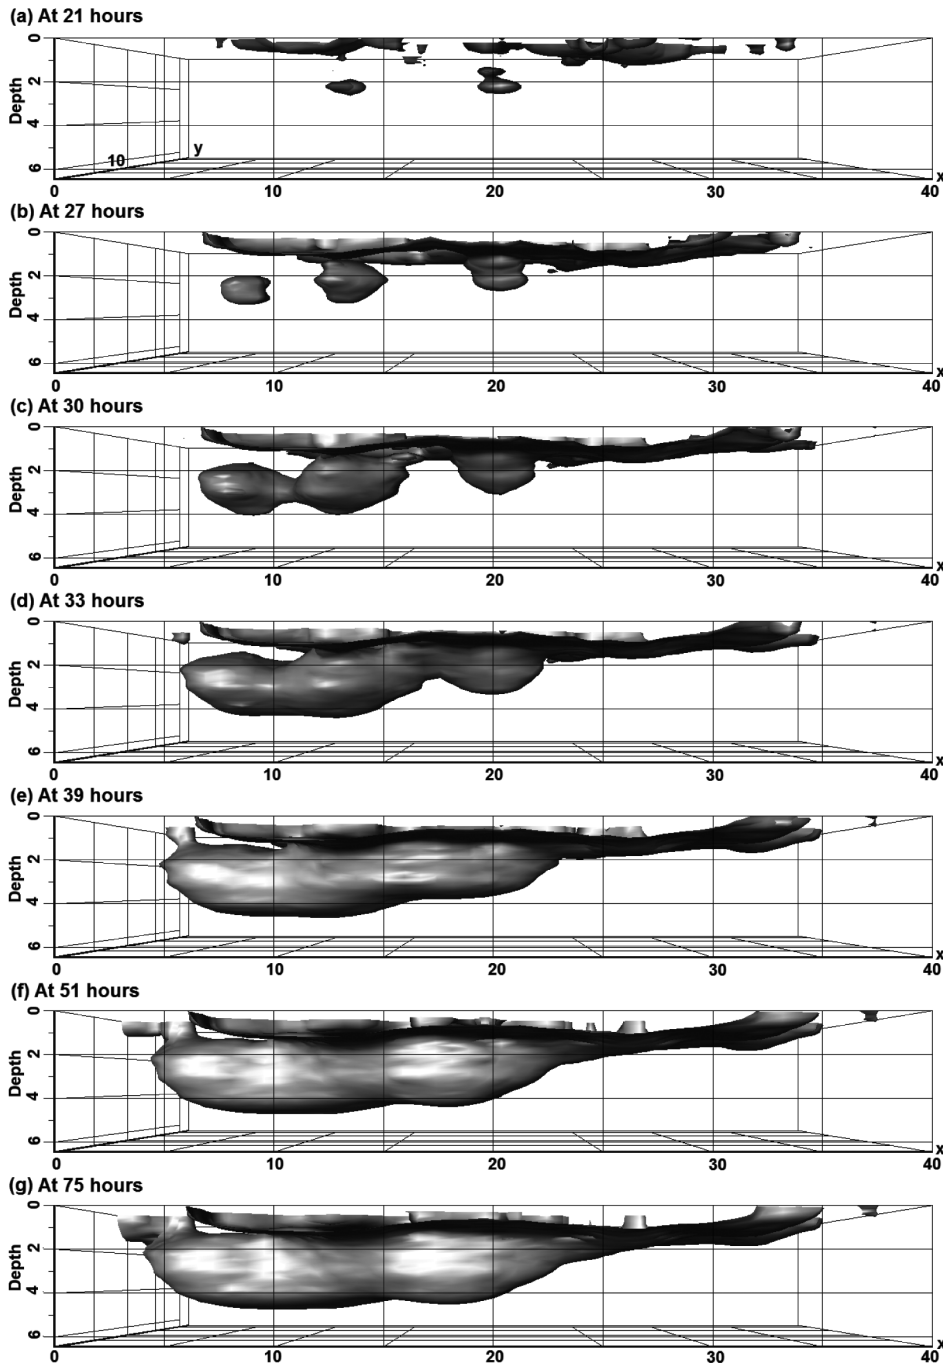 (a) At 21 hours
Depth
0
2
4
6
10
y
0 10 20 30 40
x
(b) At 27 hours
Depth
0
2
4
6
0 10 20 30 40
x
(c) At 30 hours
Depth
0
2
4
6
0 10 20 30 40
x
(d) At 33 hours
Depth
0
2
4
6
0 10 20 30 40
x
(e) At 39 hours
Depth
0
2
4
6
0 10 20 30 40
x
(f) At 51 hours
Depth
0
2
4
6
0 10 20 30 40
x
(g) At 75 hours
Depth
0
2
4
6
0 10 20 30 40
x